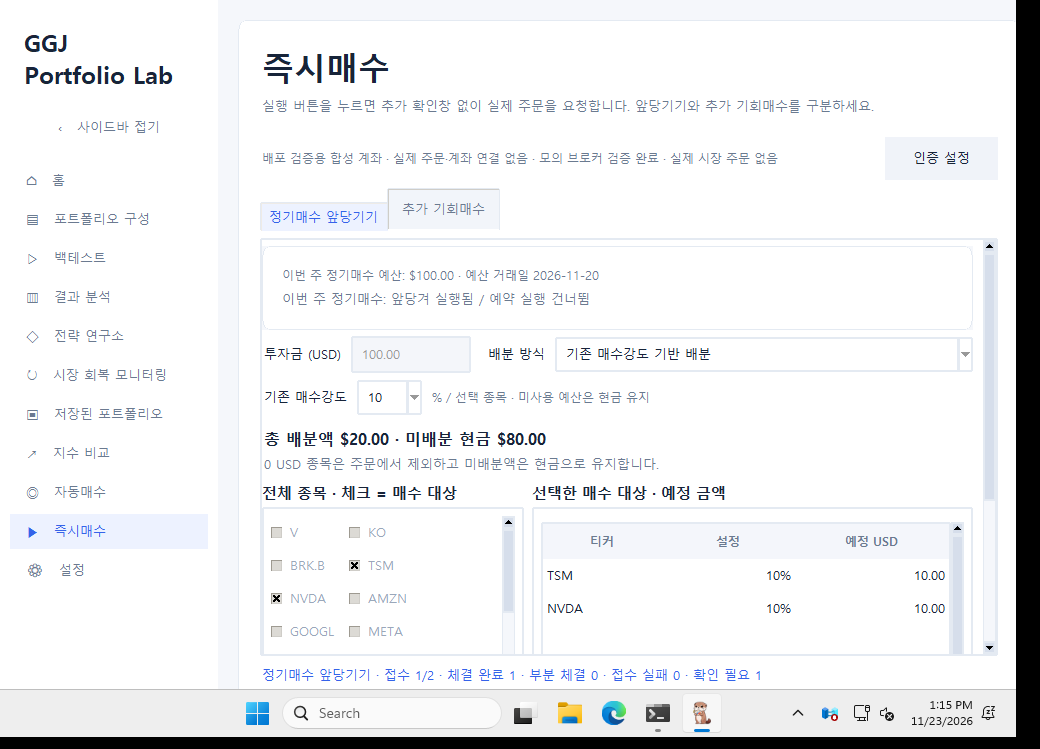 GGJ
Portfolio Lab
‹ 사이드바 접기
홈
포트폴리오 구성
백테스트
결과 분석
전략 연구소
시장 회복 모니터링
저장된 포트폴리오
지수 비교
자동매수
즉시매수
설정
즉시매수
실행 버튼을 누르면 추가 확인창 없이 실제 주문을 요청합니다. 앞당기기와 추가 기회매수를 구분하세요.
배포 검증용 합성 계좌 · 실제 주문·계좌 연결 없음 · 모의 브로커 검증 완료 · 실제 시장 주문 없음
인증 설정
정기매수 앞당기기
추가 기회매수
이번 주 정기매수 예산: $100.00 · 예산 거래일 2026-11-20
이번 주 정기매수: 앞당겨 실행됨 / 예약 실행 건너뜀
투자금 (USD) 100.00 배분 방식 기존 매수강도 기반 배분
기존 매수강도 10 % / 선택 종목 · 미사용 예산은 현금 유지
총 배분액 $20.00 · 미배분 현금 $80.00
0 USD 종목은 주문에서 제외하고 미배분액은 현금으로 유지합니다.
전체 종목 · 체크 = 매수 대상
V KO
BRK.B TSM
NVDA AMZN
GOOGL META
선택한 매수 대상 · 예정 금액
티커 설정 예정 USD
TSM 10% 10.00
NVDA 10% 10.00
정기매수 앞당기기 · 접수 1/2 · 체결 완료 1 · 부분 체결 0 · 접수 실패 0 · 확인 필요 1
Search
1:15 PM
11/23/2026